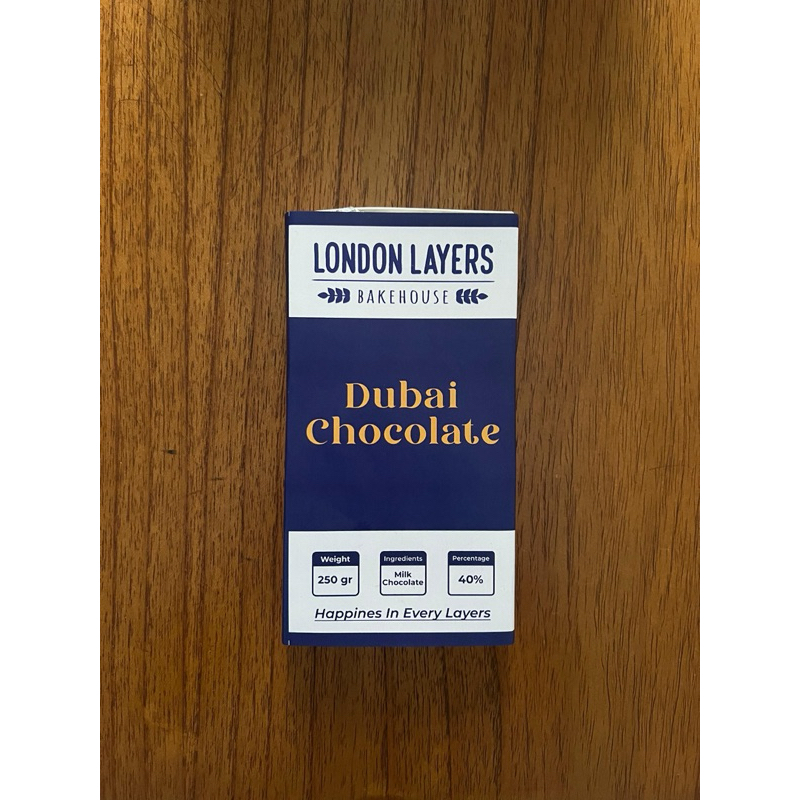 LONDON LAYERS
BAKEHOUSE
Dubai
Chocolate
Weight
250 gr
Ingredients
Milk
Chocolate
Percentage
40%
Happines In Every Layers